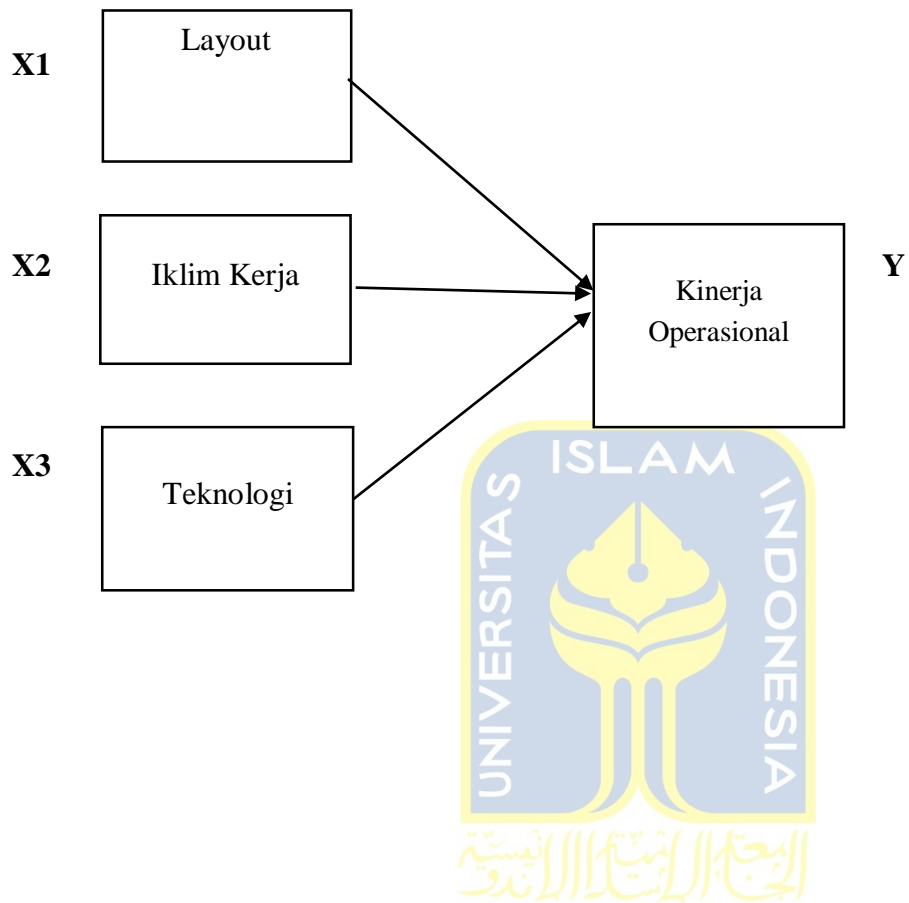 Layout
X1
X2
Iklim Kerja
Y
Kinerja
Operasional
X3
Teknologi
ISLAM
UNIVERSITAS
INDONESIA